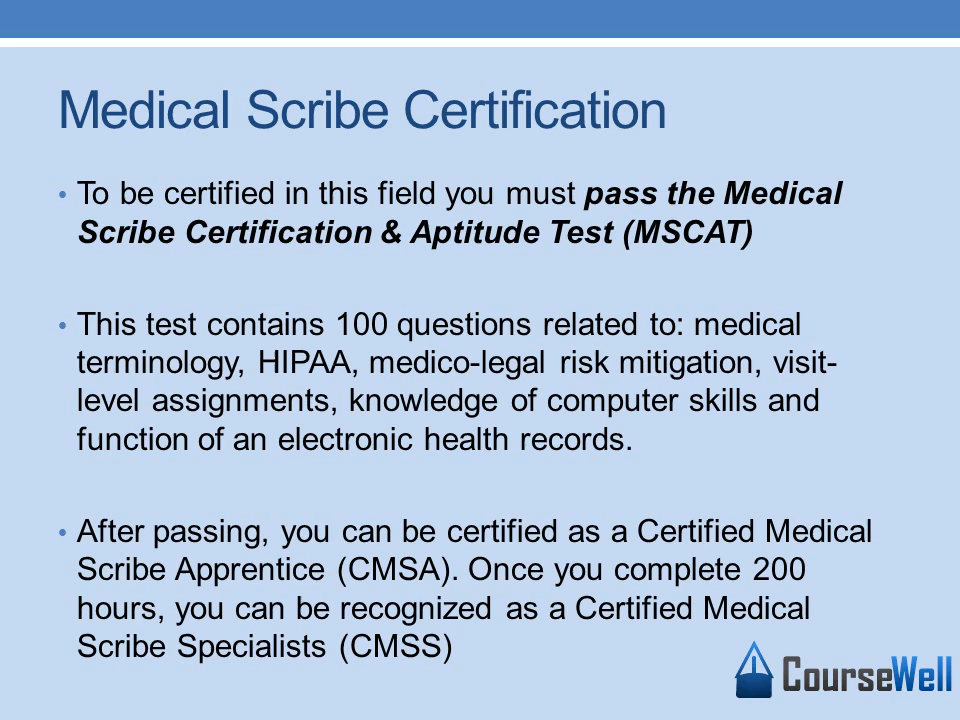 Medical Scribe Certification
• To be certified in this field you must pass the Medical
Scribe Certification & Aptitude Test (MSCAT)
• This test contains 100 questions related to: medical
terminology, HIPAA, medico-legal risk mitigation, visit-
level assignments, knowledge of computer skills and
function of an electronic health records.
• After passing, you can be certified as a Certified Medical
Scribe Apprentice (CMSA). Once you complete 200
hours, you can be recognized as a Certified Medical
Scribe Specialists (CMSS)
CourseWell